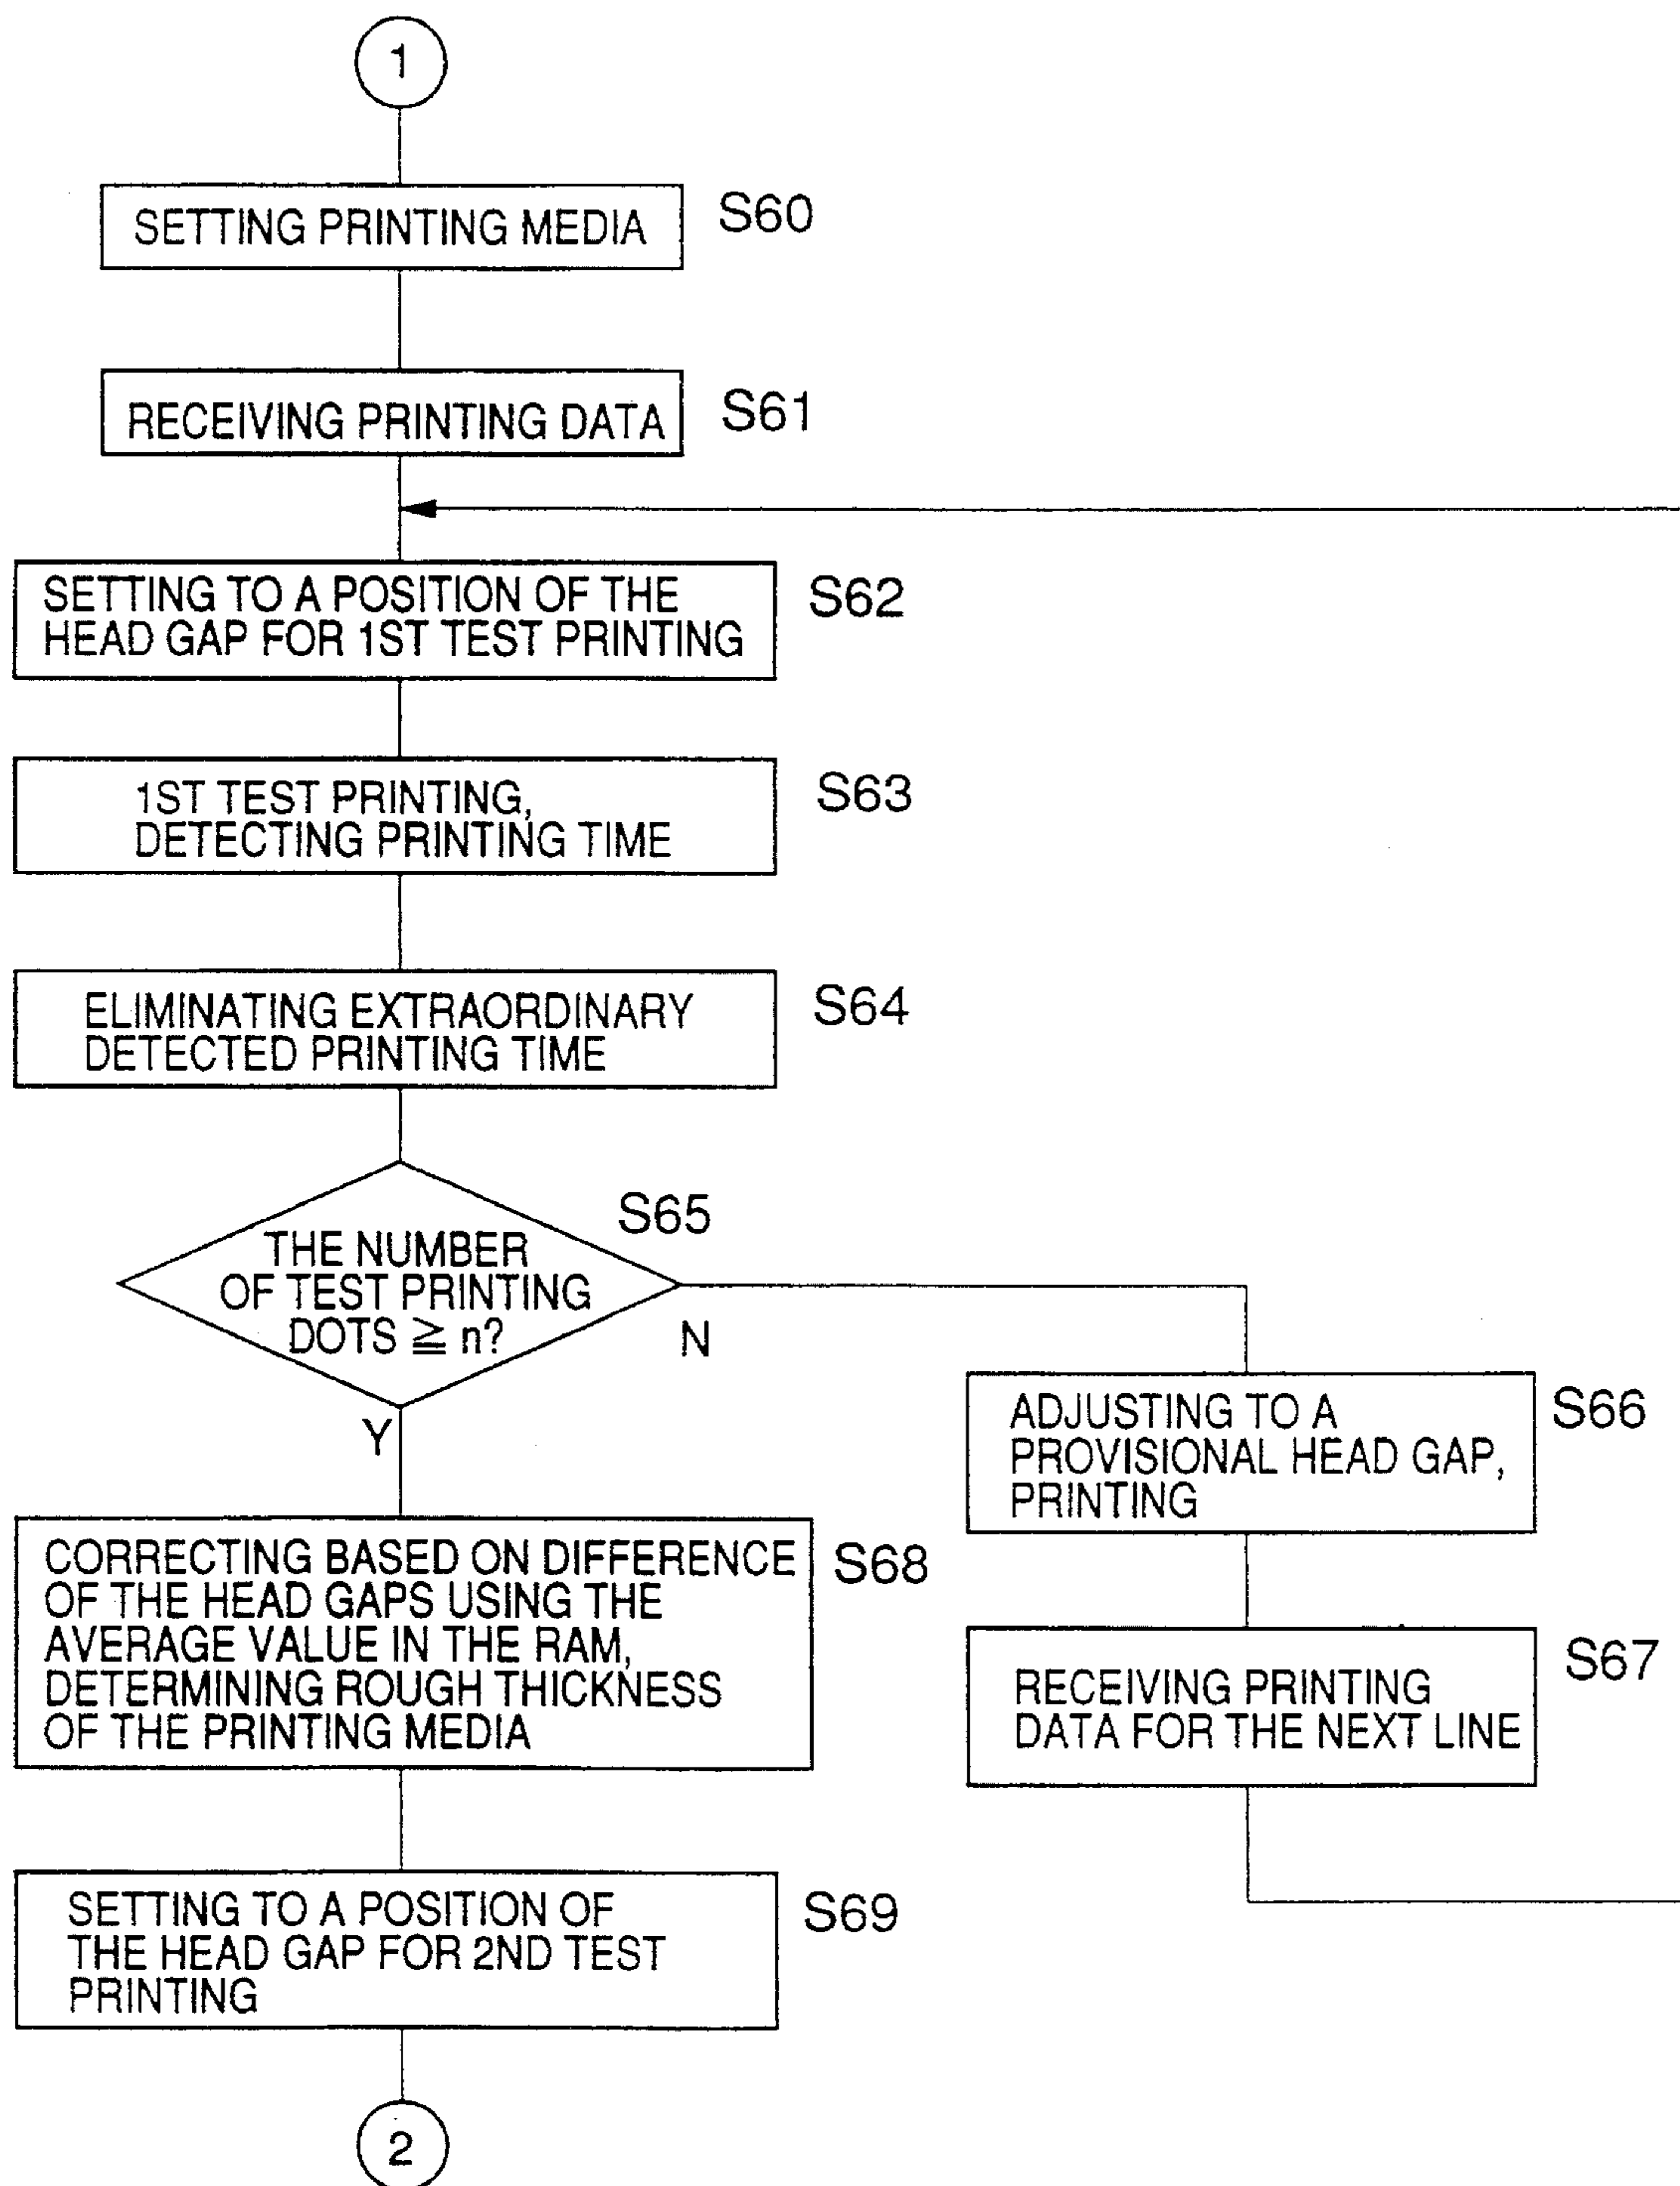 1
SETTING PRINTING MEDIA
S60
RECEIVING PRINTING DATA
S61
SETTING TO A POSITION OF THE
HEAD GAP FOR 1ST TEST PRINTING
S62
1ST TEST PRINTING,
DETECTING PRINTING TIME
S63
ELIMINATING EXTRAORDINARY
DETECTED PRINTING TIME
S64
THE NUMBER
OF TEST PRINTING
DOTS ≧ n?
S65
N
Y
ADJUSTING TO A
PROVISIONAL HEAD GAP,
PRINTING
S66
RECEIVING PRINTING
DATA FOR THE NEXT LINE
S67
CORRECTING BASED ON DIFFERENCE
OF THE HEAD GAPS USING THE
AVERAGE VALUE IN THE RAM,
DETERMINING ROUGH THICKNESS
OF THE PRINTING MEDIA
S68
SETTING TO A POSITION OF
THE HEAD GAP FOR 2ND TEST
PRINTING
S69
2